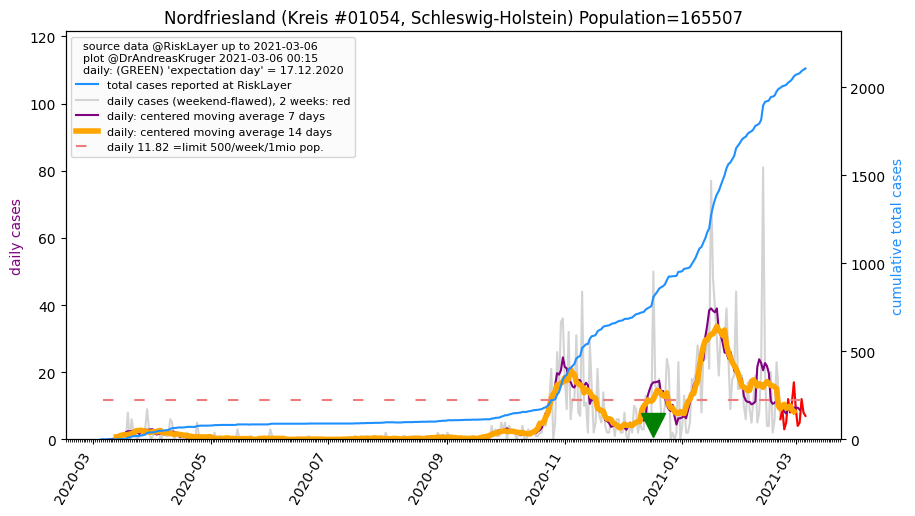 Nordfriesland (Kreis #01054, Schleswig-Holstein) Population=165507
source data @RiskLayer up to 2021-03-06
plot @DrAndreasKruger 2021-03-06 00:15
daily: (GREEN) 'expectation day' = 17.12.2020
total cases reported at RiskLayer
daily cases (weekend-flawed), 2 weeks: red
daily: centered moving average 7 days
daily: centered moving average 14 days
daily 11.82 =limit 500/week/1mio pop.
daily cases
120
100
80
60
40
20
0
cumulative total cases
2000
1500
1000
500
0
2020-03
2020-05
2020-07
2020-09
2020-11
2021-01
2021-03